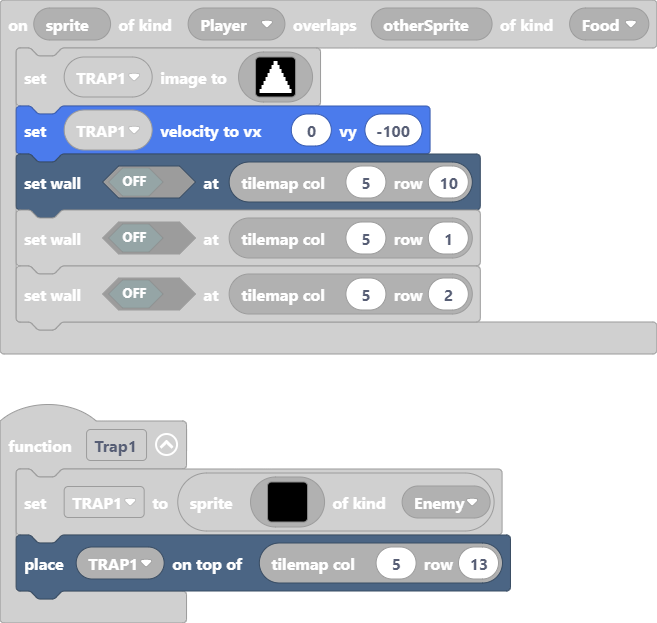 on sprite of kind Player overlaps otherSprite of kind Food
set TRAP1 image to
set TRAP1 velocity to vx 0 vy -100
set wall OFF at tilemap col 5 row 10
set wall OFF at tilemap col 5 row 1
set wall OFF at tilemap col 5 row 2
function Trap1
set TRAP1 to sprite of kind Enemy
place TRAP1 on top of tilemap col 5 row 13